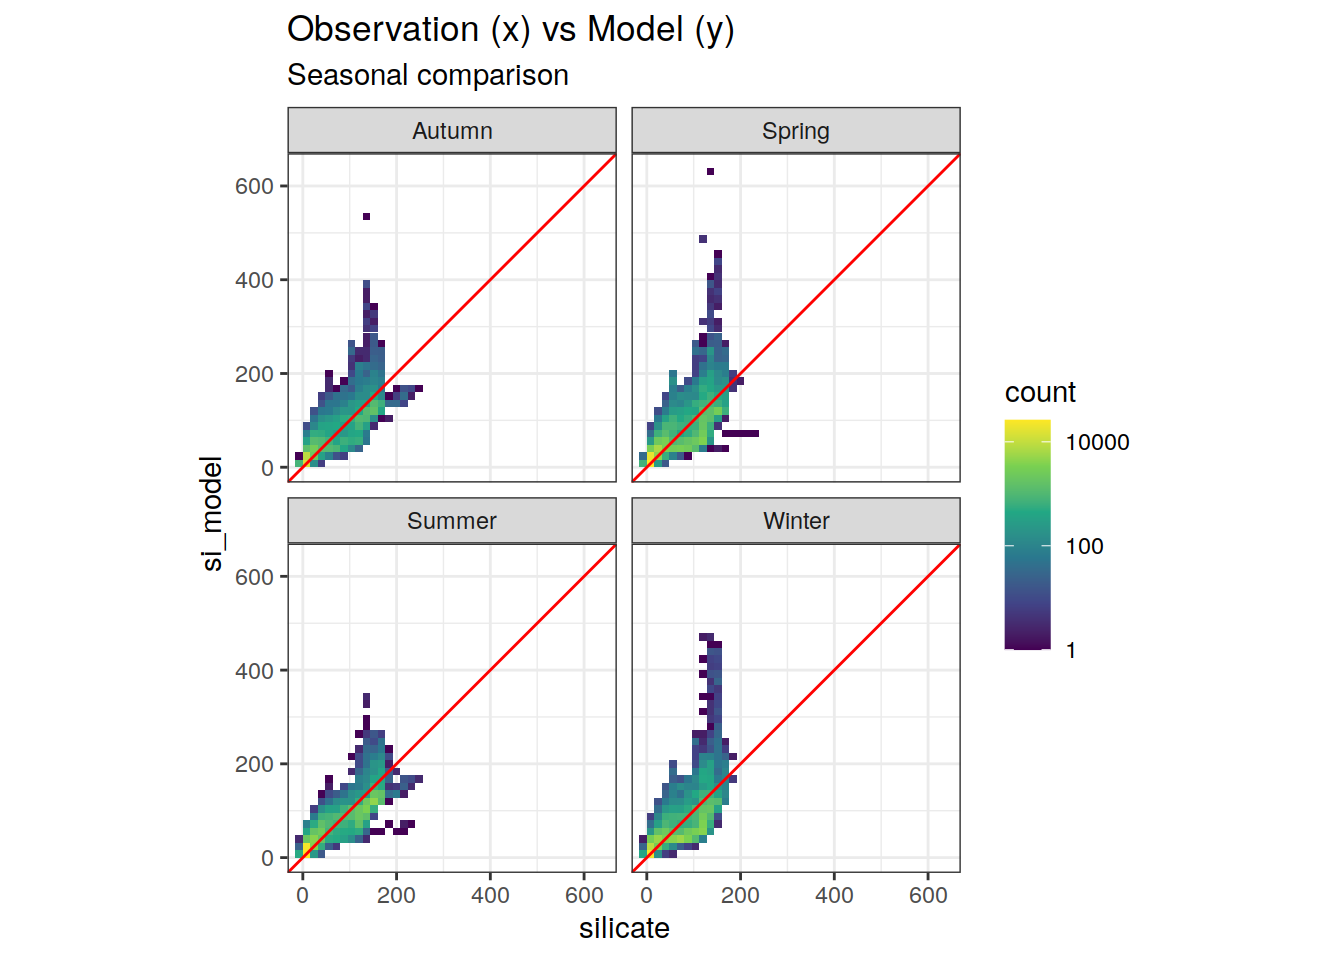 Observation (x) vs Model (y)
Seasonal comparison
Autumn
Spring
600
400
200
0
Summer
Winter
600
400
200
0
0 200 400 600
0 200 400 600
silicate
si_model
count
10000
100
1